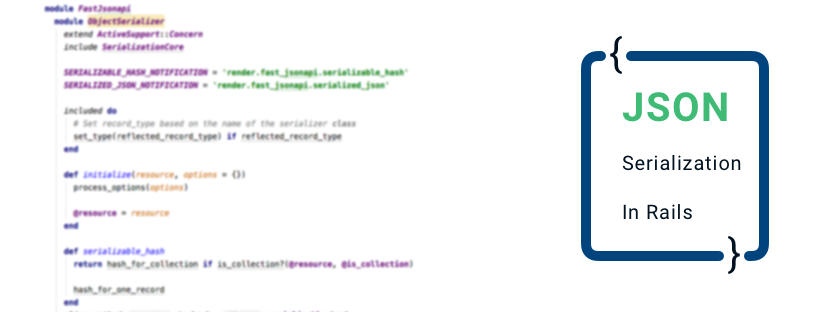 module FastJsonapi
module ObjectSerializer
extend ActiveSupport::Concern
include SerializationCore
SERIALIZABLE_HASH_NOTIFICATION = 'render.fast_jsonapi.serializable_hash'
SERIALIZED_JSON_NOTIFICATION = 'render.fast_jsonapi.serialized_json'
included do
# Set record_type based on the name of the serializer class
set_type(reflected_record_type) if reflected_record_type
end
def initialize(resource, options = {})
process_options(options)
@resource = resource
end
def serializable_hash
return hash_for_collection if is_collection?(@resource, @is_collection)
hash_for_one_record
end
{
JSON
Serialization
In Rails
}